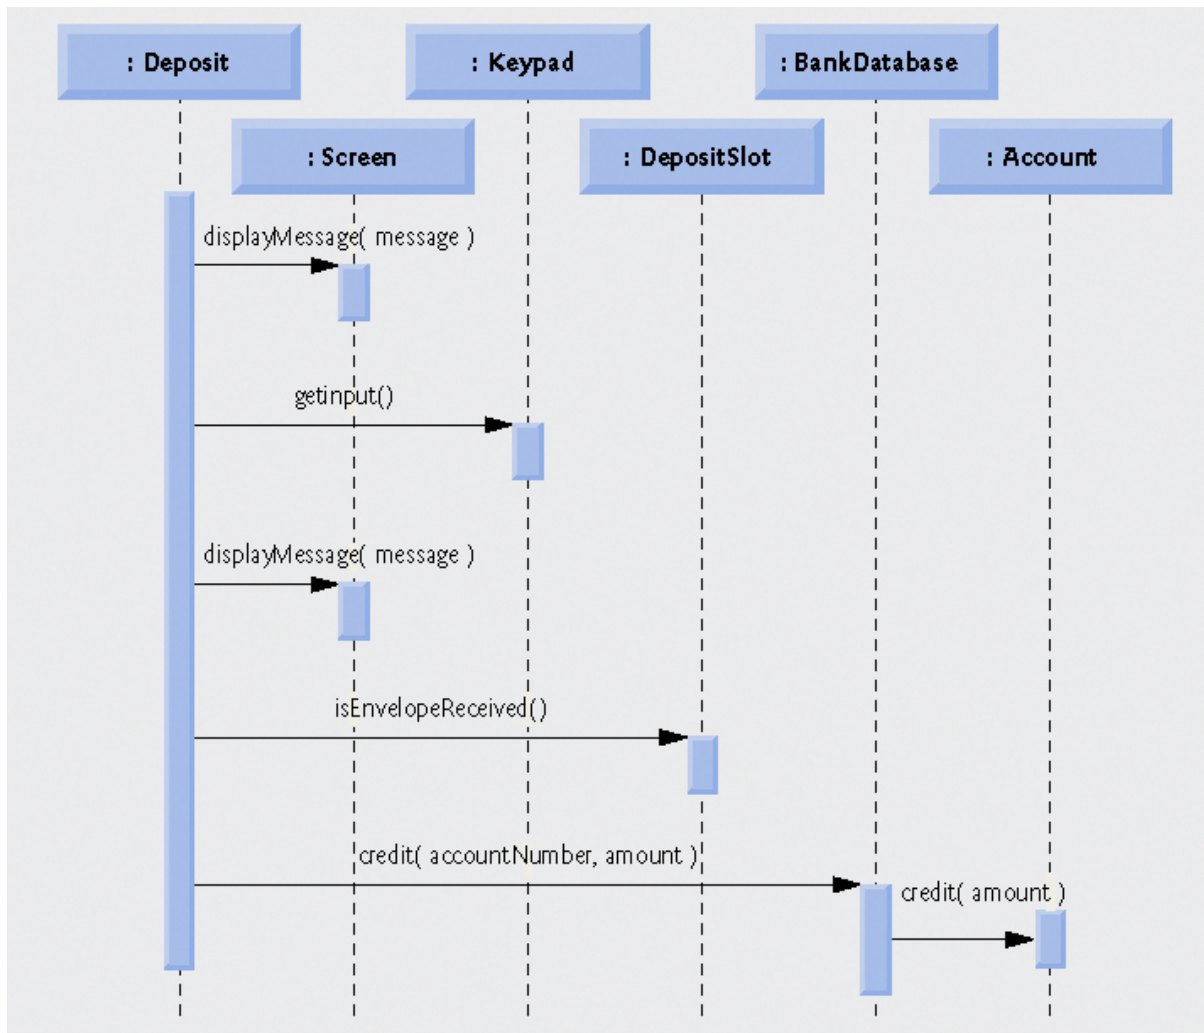 : Deposit
: Keypad
: BankDatabase
: Screen
: DepositSlot
: Account
displayMessage( message )
getinput()
displayMessage( message )
isEnvelopeReceived()
credit( accountNumber, amount )
credit( amount )